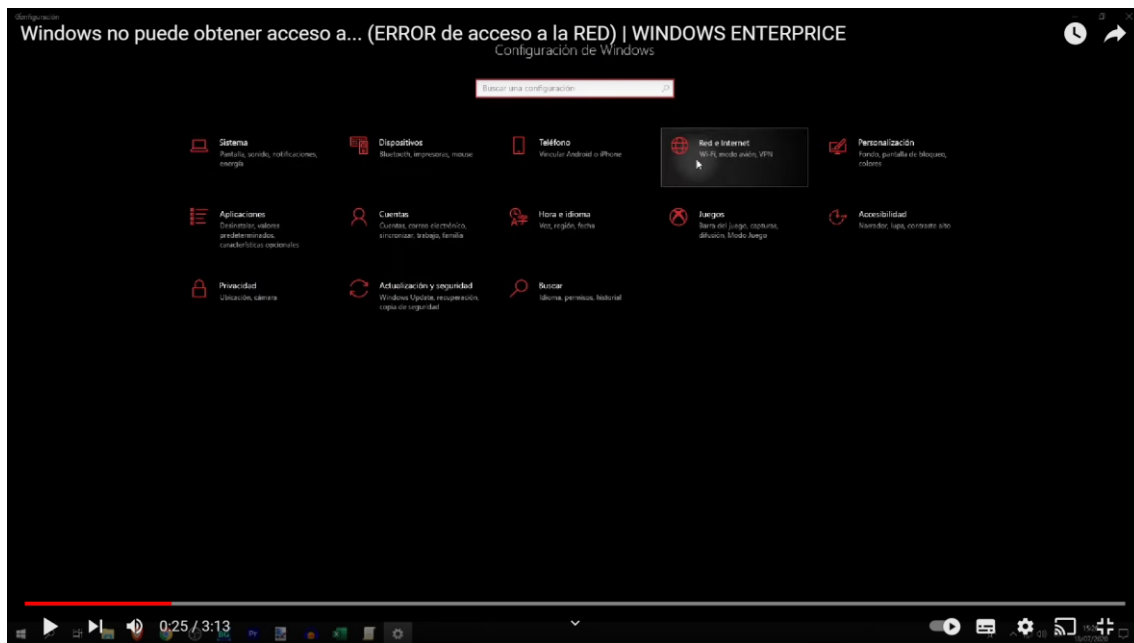 Configuración
Windows no puede obtener acceso a... (ERROR de acceso a la RED) | WINDOWS ENTERPRICE
Configuración de Windows
Buscar una configuración
Sistema
Pantalla, sonido, notificaciones,
energía
Dispositivos
Bluetooth, impresoras, mouse
Teléfono
Vincular Android o iPhone
Red e Internet
Wi-Fi, modo avión, VPN
Personalización
Fondo, pantalla de bloqueo,
colores
Aplicaciones
Desinstalar, valores
predeterminados,
características opcionales
Cuentas
Cuentas, correo electrónico,
sincronizar, trabajo, familia
Hora e idioma
Voz, región, fecha
Juegos
Barra del juego, capturas,
difusión, Modo Juego
Accesibilidad
Narrador, lupa, contraste alto
Privacidad
Ubicación, cámara
Actualización y seguridad
Windows Update, recuperación,
copia de seguridad
Buscar
Idioma, permisos, historial
0:25 / 3:13